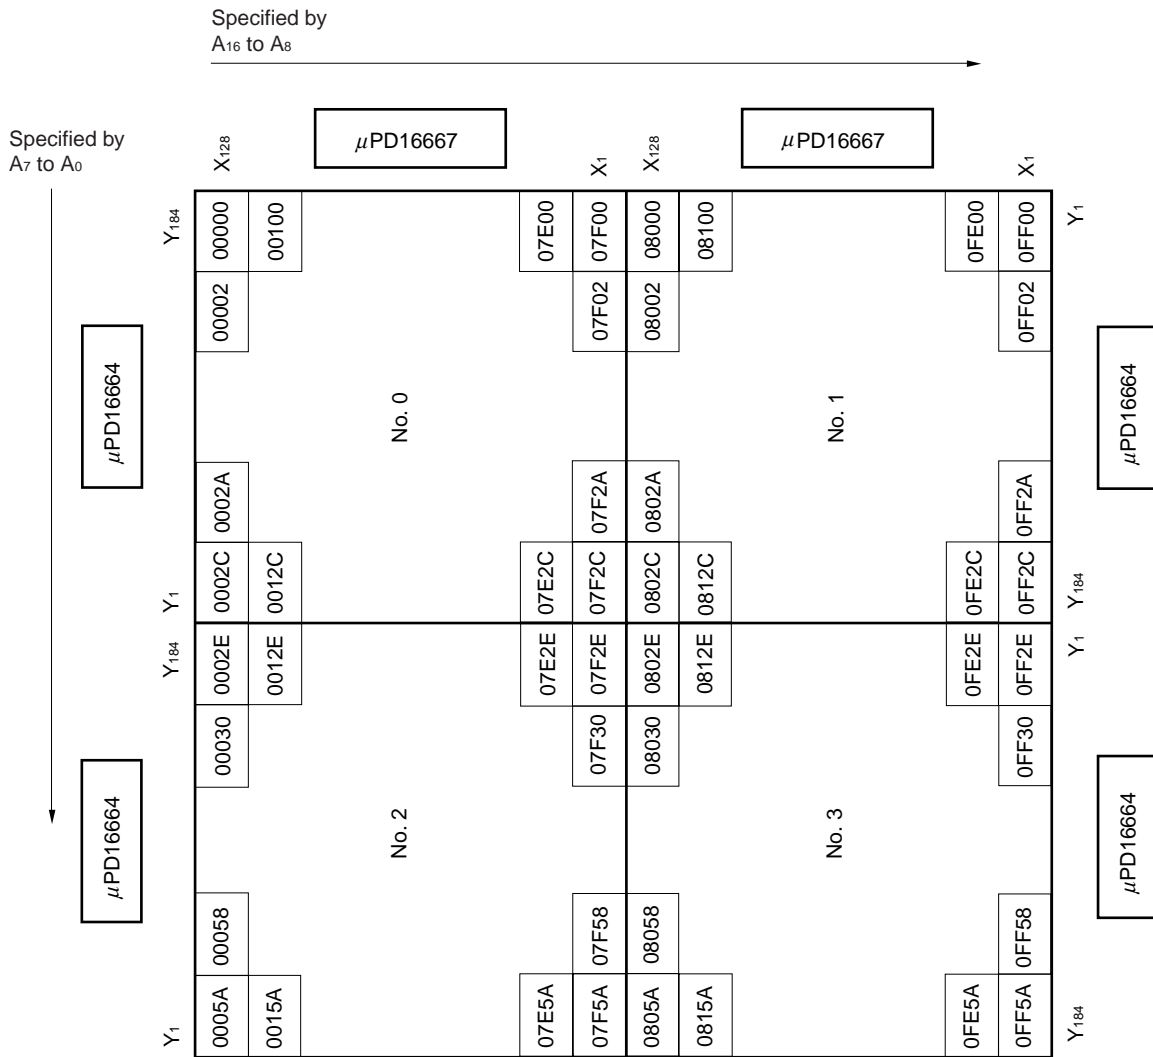 Specified by
A16 to A8
Specified by
A7 to A0
μPD16667
μPD16667
X128
X1
X128
X1
Y184
00000
00100
07E00
07F00
08000
08100
0FE00
0FF00
Y1
00002
07F02
08002
0FF02
μPD16664
No. 0
No. 1
μPD16664
0002A
07F2A
0802A
0FF2A
Y1
0002C
0012C
07E2C
07F2C
0802C
0812C
0FE2C
0FF2C
Y184
Y184
0002E
0012E
07E2E
07F2E
0802E
0812E
0FE2E
0FF2E
Y1
00030
07F30
08030
0FF30
μPD16664
No. 2
No. 3
μPD16664
00058
07F58
08058
0FF58
Y1
0005A
0015A
07E5A
07F5A
0805A
0815A
0FE5A
0FF5A
Y184